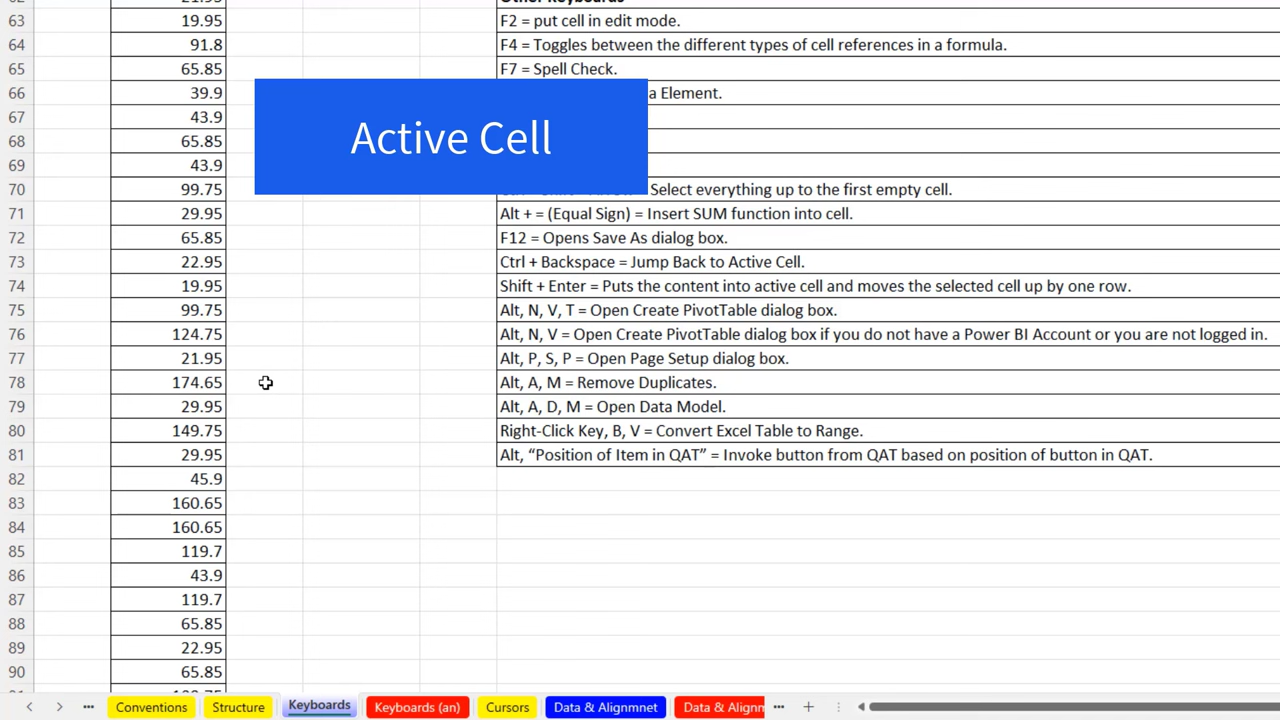 63 19.95 F2 = put cell in edit mode.
64 91.8 F4 = Toggles between the different types of cell references in a formula.
65 65.85 F7 = Spell Check.
66 39.9 a Element.
67 43.9
Active Cell
68 65.85
69 43.9
70 99.75 Select everything up to the first empty cell.
71 29.95 Alt + = (Equal Sign) = Insert SUM function into cell.
72 65.85 F12 = Opens Save As dialog box.
73 22.95 Ctrl + Backspace = Jump Back to Active Cell.
74 19.95 Shift + Enter = Puts the content into active cell and moves the selected cell up by one row.
75 99.75 Alt, N, V, T = Open Create PivotTable dialog box.
76 124.75 Alt, N, V = Open Create PivotTable dialog box if you do not have a Power BI Account or you are not logged in.
77 21.95 Alt, P, S, P = Open Page Setup dialog box.
78 174.65 Alt, A, M = Remove Duplicates.
79 29.95 Alt, A, D, M = Open Data Model.
80 149.75 Right-Click Key, B, V = Convert Excel Table to Range.
81 29.95 Alt, “Position of Item in QAT” = Invoke button from QAT based on position of button in QAT.
82 45.9
83 160.65
84 160.65
85 119.7
86 43.9
87 119.7
88 65.85
89 22.95
90 65.85
Conventions Structure Keyboards Keyboards (an) Cursors Data & Alignmnet Data & Alignm